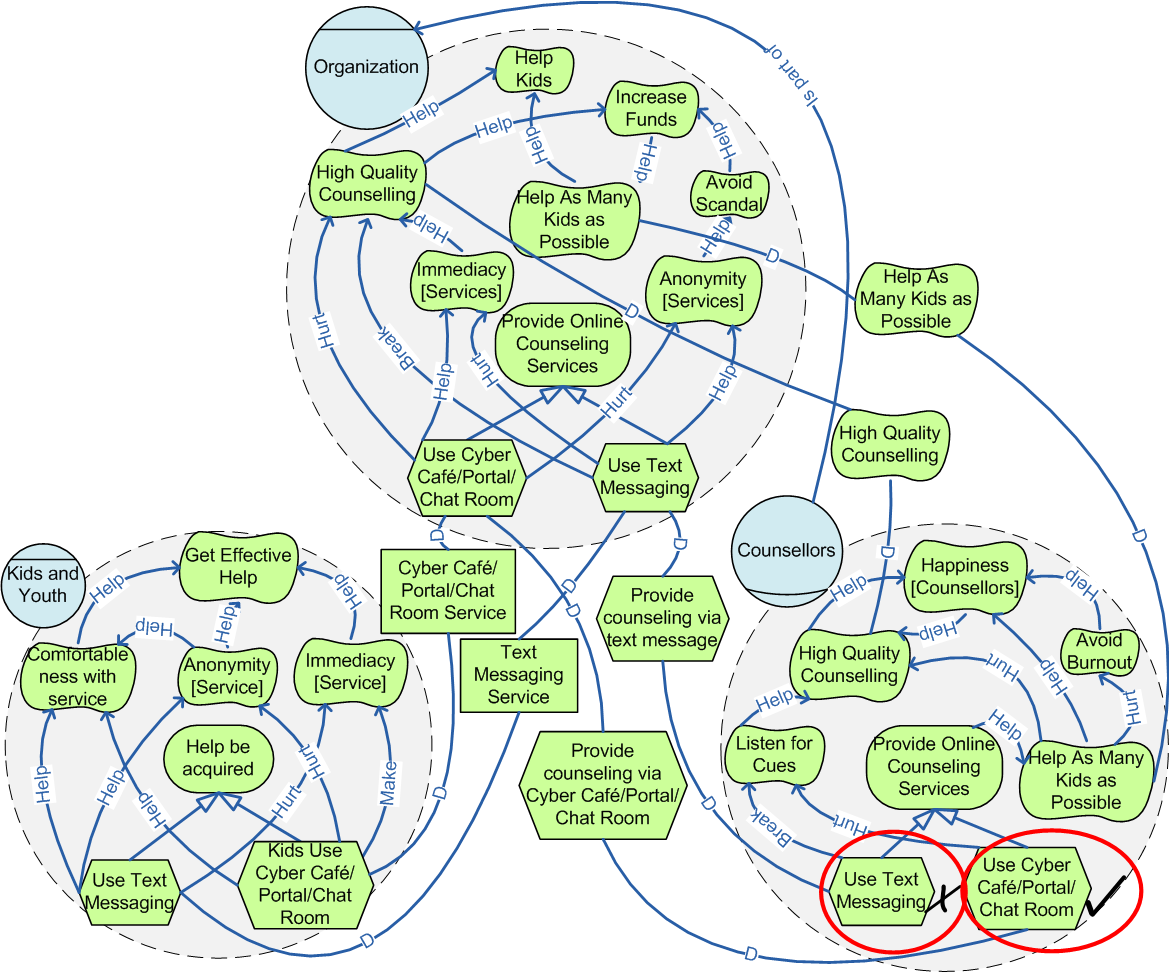 Organization
Help
Kids
Increase
Funds
Is part of
Help
Help
Help
Help
Help
High Quality
Counselling
Help As Many
Kids as
Possible
Avoid
Scandal
Help
Help
D
Immediacy
[Services]
Anonymity
[Services]
Help As
Many Kids as
Possible
D
Provide Online
Counseling
Services
Hurt
Break
Help
Hurt
Hurt
Help
Use Cyber
Café/Portal/
Chat Room
Use Text
Messaging
High Quality
Counselling
D
D
D
D
D
D
Counsellors
Kids and
Youth
Get Effective
Help
Help
Help
Help
Help
Comfortable
ness with
service
Anonymity
[Service]
Immediacy
[Service]
Help be
acquired
Help
Help
Help
Hurt
Hurt
Make
Use Text
Messaging
Kids Use
Cyber Café/
Portal/Chat
Room
Cyber Café/
Portal/Chat
Room Service
Text
Messaging
Service
Provide
counseling via
text message
Provide
counseling via
Cyber Café/Portal/
Chat Room
D
D
D
D
Happiness
[Counsellors]
Help
Help
Help
High Quality
Counselling
Avoid
Burnout
Hurt
Help
Hurt
Help
Help
Listen for
Cues
Provide Online
Counseling
Services
Help As Many
Kids as
Possible
Break
Hurt
Use Text
Messaging
Use Cyber
Café/Portal/
Chat Room